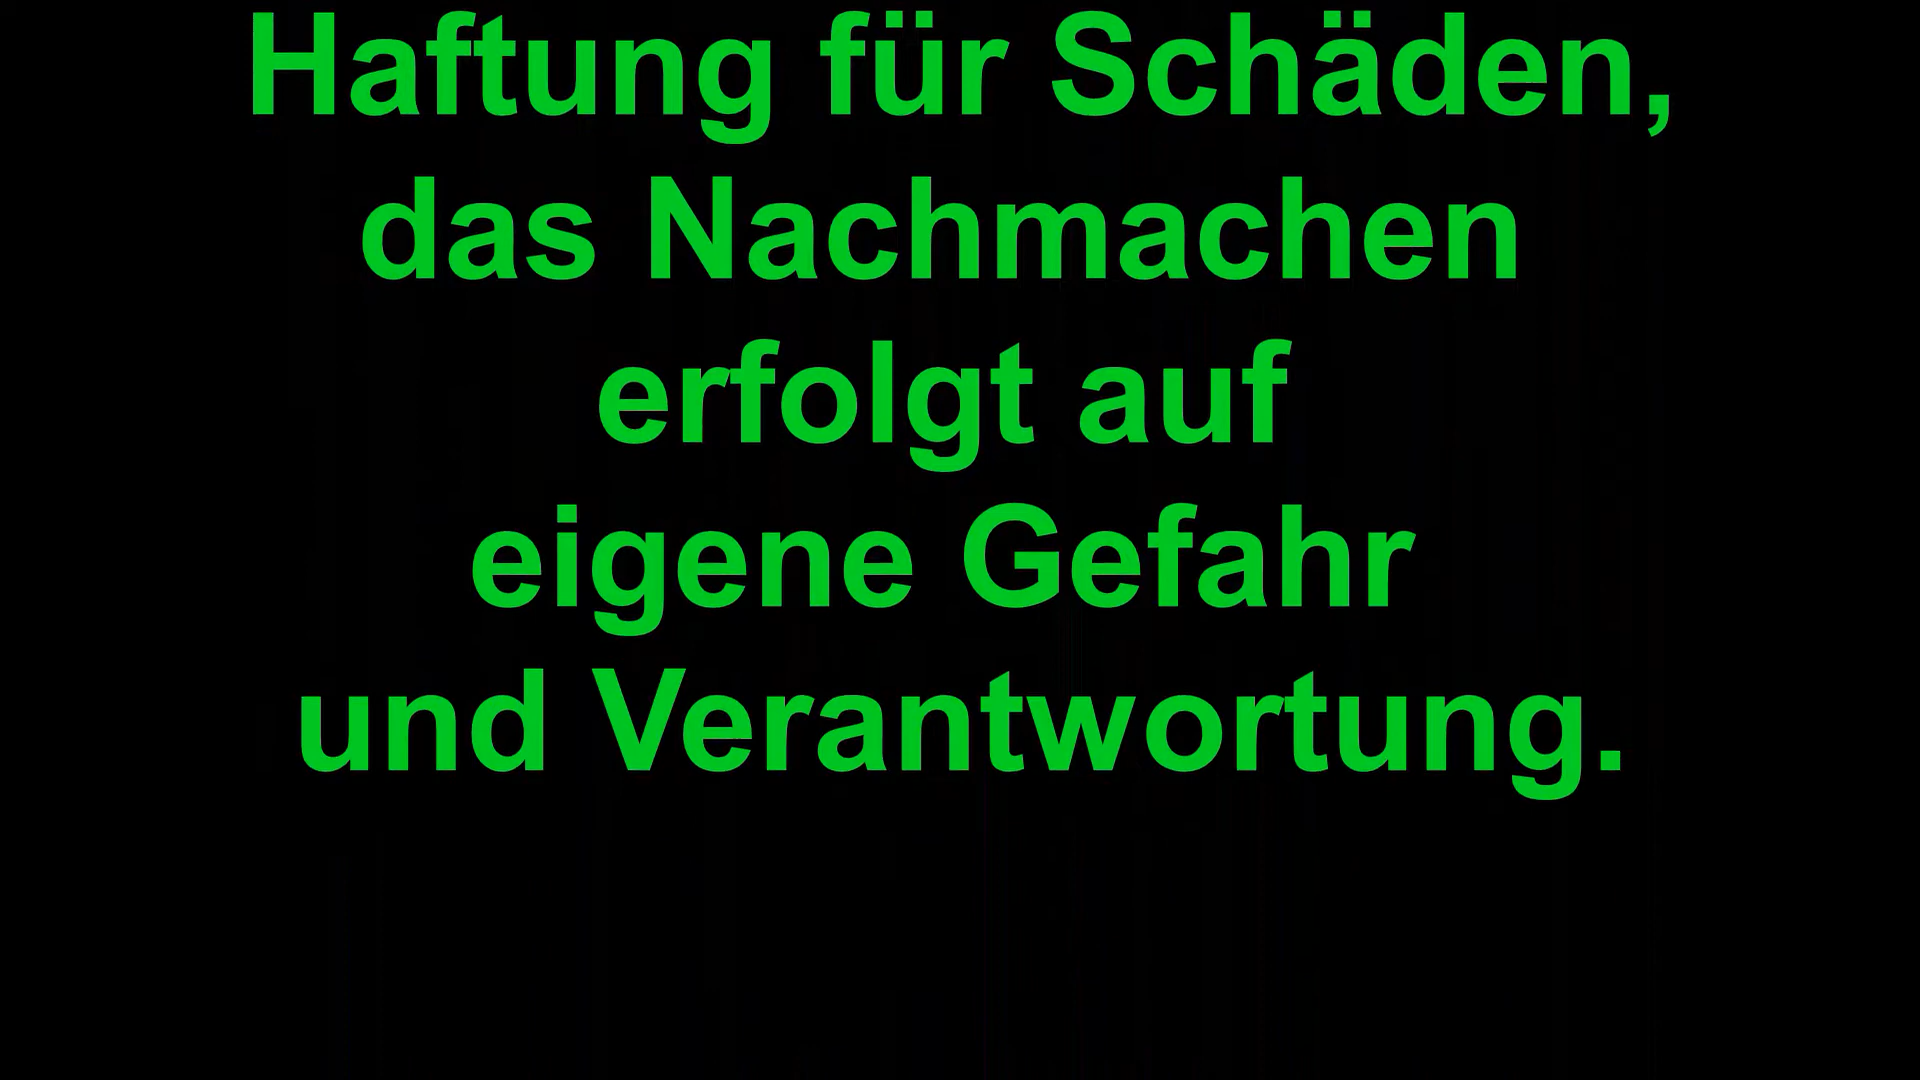 Haftung für Schäden,
das Nachmachen
erfolgt auf
eigene Gefahr
und Verantwortung.